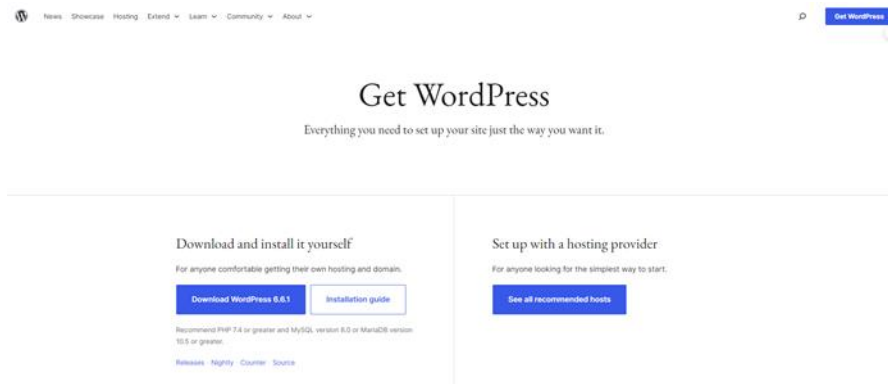 News Showcase Hosting Extend Learn Community About
Get WordPress
Get WordPress
Everything you need to set up your site just the way you want it.
Download and install it yourself
For anyone comfortable getting their own hosting and domain.
Download WordPress 6.6.1 Installation guide
Recommend PHP 7.4 or greater and MySQL version 8.0 or MariaDB version
10.5 or greater.
Releases · Nightly · Counter · Source
Set up with a hosting provider
For anyone looking for the simplest way to start.
See all recommended hosts